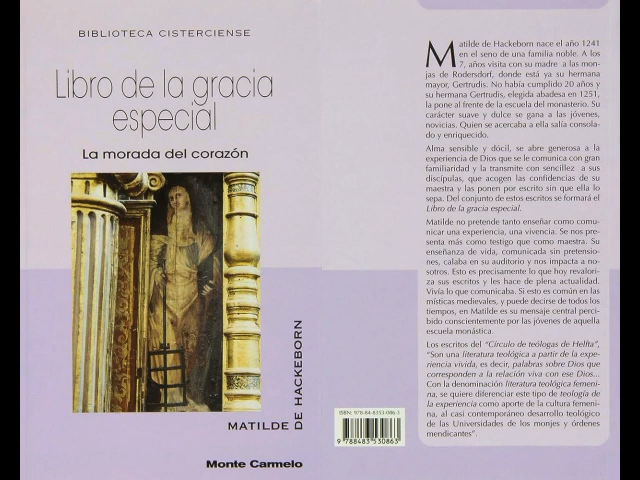 BIBLIOTECA CISTERCIENSE
Libro de la gracia
especial
La morada del corazón
MATILDE
DE HACKEBORN
Monte Carmelo
Matilde de Hackeborn nace el año 1241
en el seno de una familia noble. A los
7, años visita con su madre a las mon-
jas de Rodersdorf, donde está ya su hermana
mayor, Gertrudis. No había cumplido 20 años y
su hermana Gertrudis, elegida abadesa en 1251,
la pone al frente de la escuela del monasterio. Su
carácter suave y dulce se gana a las jóvenes,
novicias. Quien se acercaba a ella salía consola-
do y enriquecido.
Alma sensible y dócil, se abre generosa a la
experiencia de Dios que se le comunica con gran
familiaridad y la transmite con sencillez a sus
discípulas, que acogen las confidencias de su
maestra y las ponen por escrito sin que ella lo
sepa. Del conjunto de estos escritos se formará el
Libro de la gracia especial.
Matilde no pretende tanto enseñar como comu-
nicar una experiencia, una vivencia. Se nos pre-
senta más como testigo que como maestra. Su
enseñanza de vida, comunicada sin pretensio-
nes, calaba en su auditorio y nos impacta a no-
sotros. Esto es precisamente lo que hoy revalori-
za sus escritos y les hace de plena actualidad.
Vivía lo que comunicaba. Si esto es común en las
místicas medievales, y puede decirse de todos los
tiempos, en Matilde es su mensaje central perci-
bido conscientemente por las jóvenes de aquella
escuela monástica.
Los escritos del "Círculo de teólogas de Helfta",
"Son una literatura teológica a partir de la expe-
riencia vivida, es decir, palabras sobre Dios que
corresponden a la relación viva con ese Dios...
Con la denominación literatura teológica femeni-
na, se quiere diferenciar este tipo de teología de
la experiencia como aporte de la cultura femeni-
na, al casi contemporáneo desarrollo teológico
de las Universidades de los monjes y órdenes
mendicantes".
ISBN: 978-84-8353-086-3
9 788483 530863